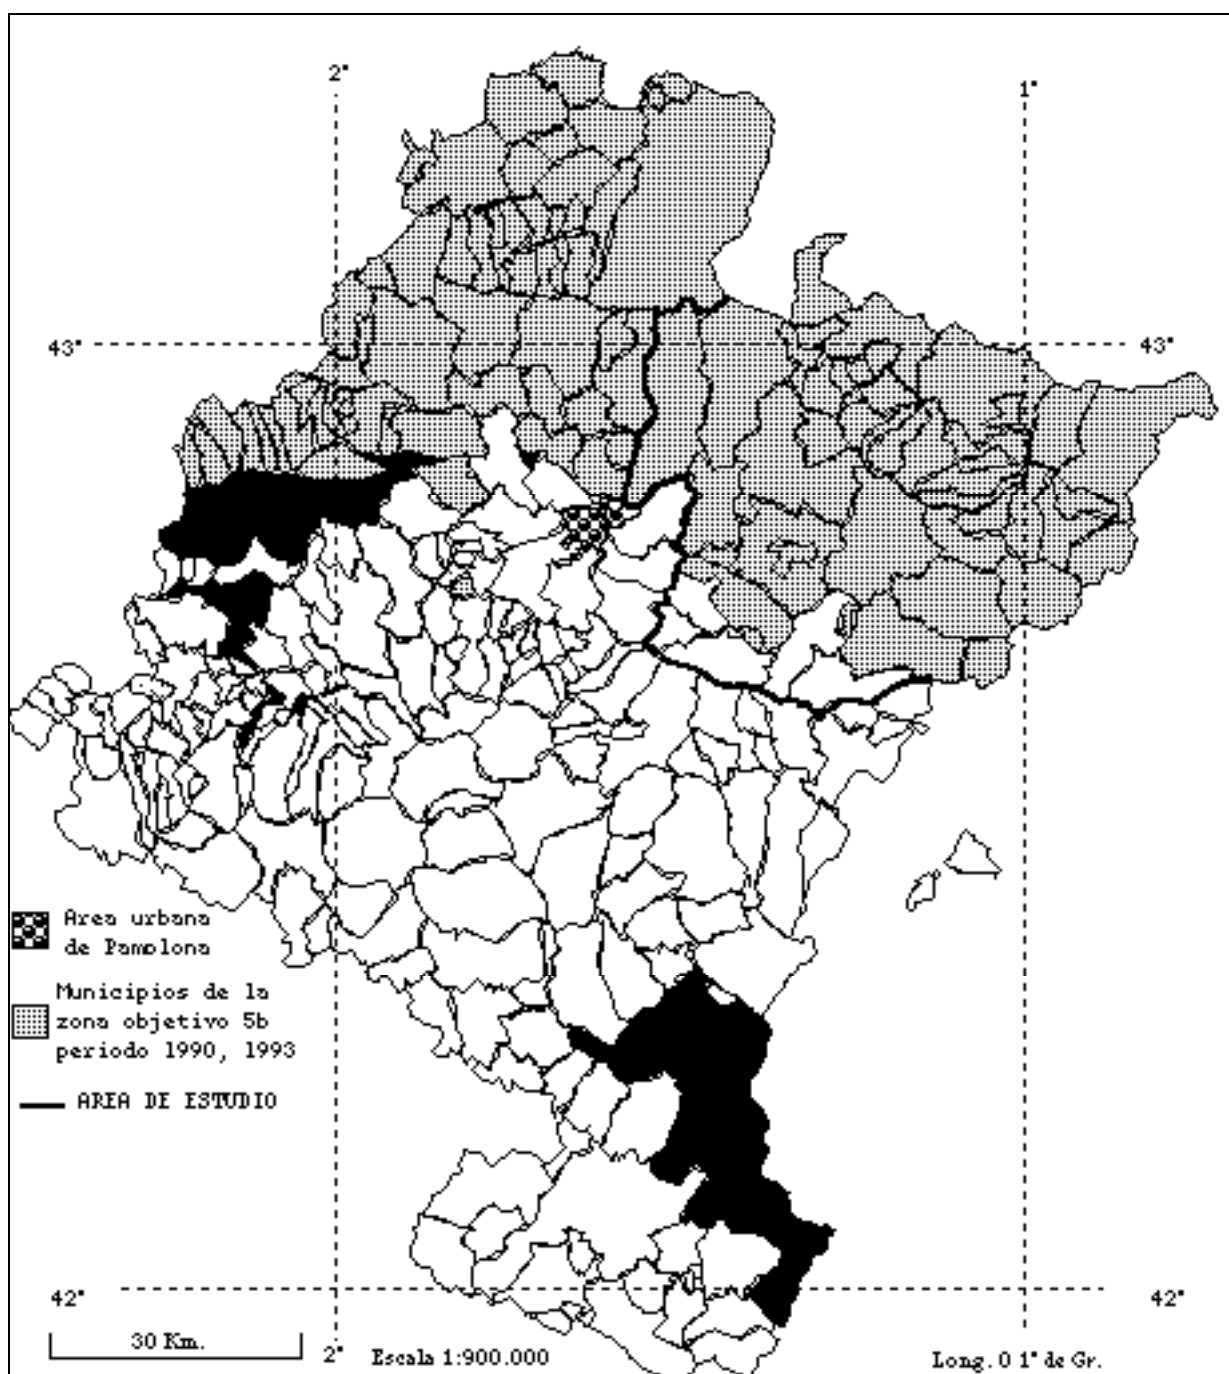 2°
1°
43°
43°
Area urbana
de Pamplona
Municipios de la
zona objetivo 5b
periodo 1990, 1993
AREA DE ESTUDIO
42°
42°
30 Km.
2°
Escala 1:900.000
Long. O 1° de Gr.